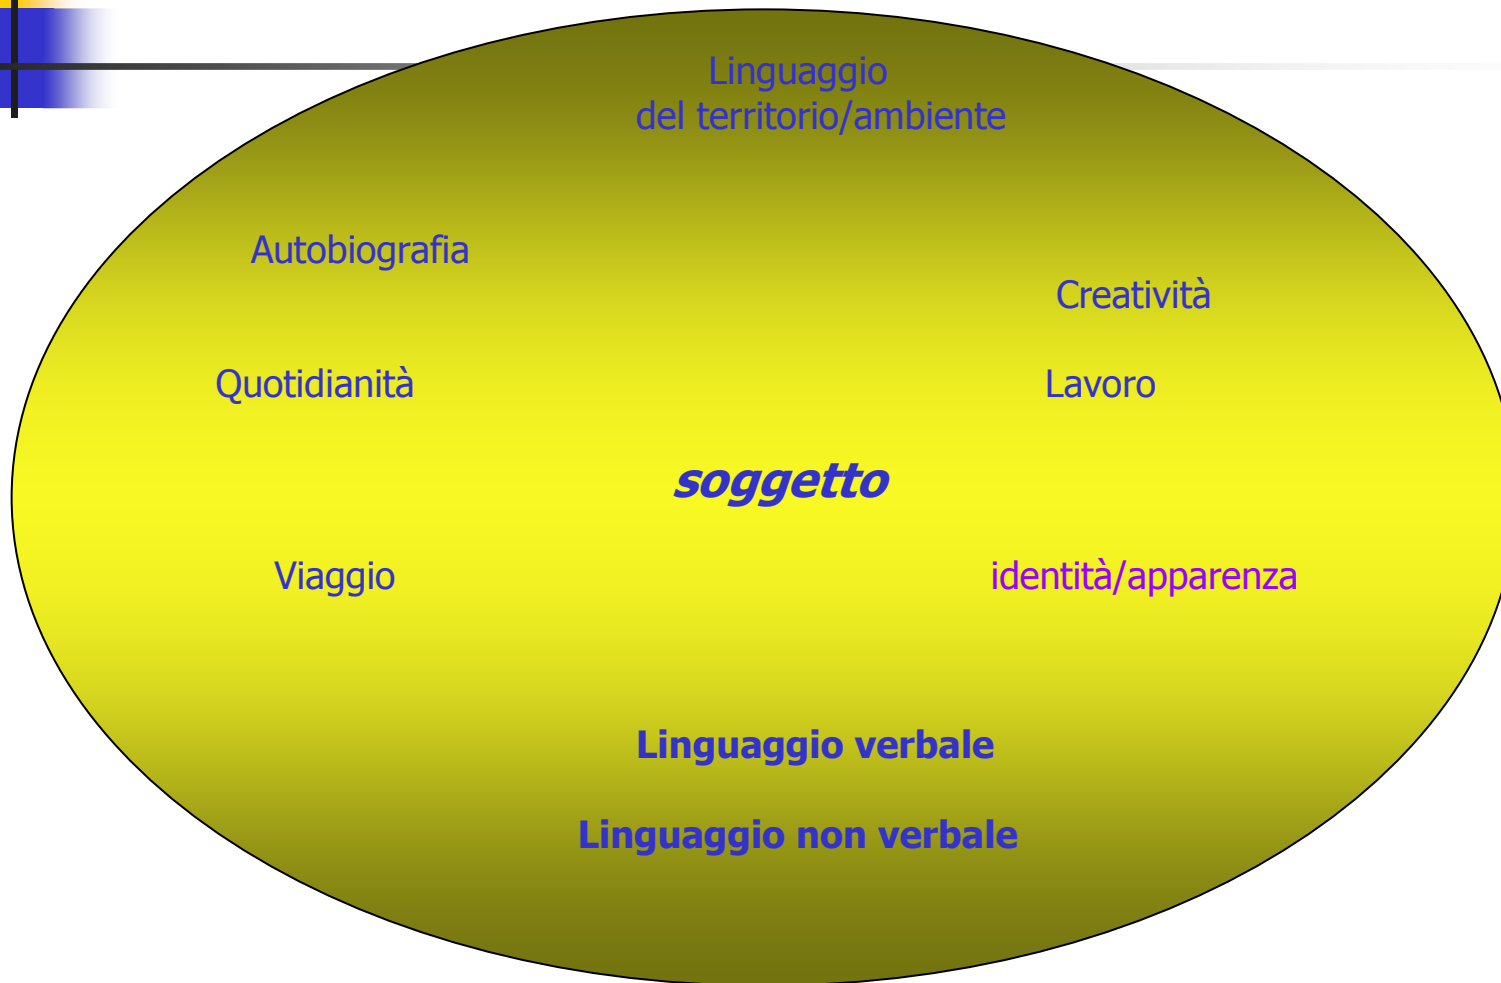 Linguaggio
del territorio/ambiente
Autobiografia
Creatività
Quotidianità
Lavoro
soggetto
Viaggio
identità/apparenza
Linguaggio verbale
Linguaggio non verbale